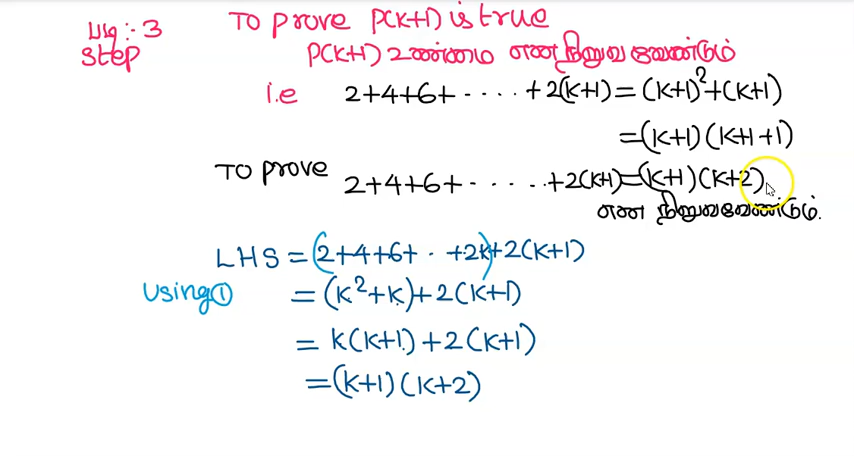 படி :- 3 To prove P(k+1) is true
step P(k+1) உண்மை என நிறுவ வேண்டும்
i.e 2+4+6+ ...... + 2(k+1) = (k+1)²+(k+1)
=(k+1) (k+1+1)
To prove 2+4+6+ ...... +2(k+1)=(k+1)(k+2)
என நிறுவவேண்டும்.
LHS = (2+4+6+ ... +2k)+2(k+1)
using① = (k²+k)+2(k+1)
= k(k+1)+2(k+1)
=(k+1)(k+2)